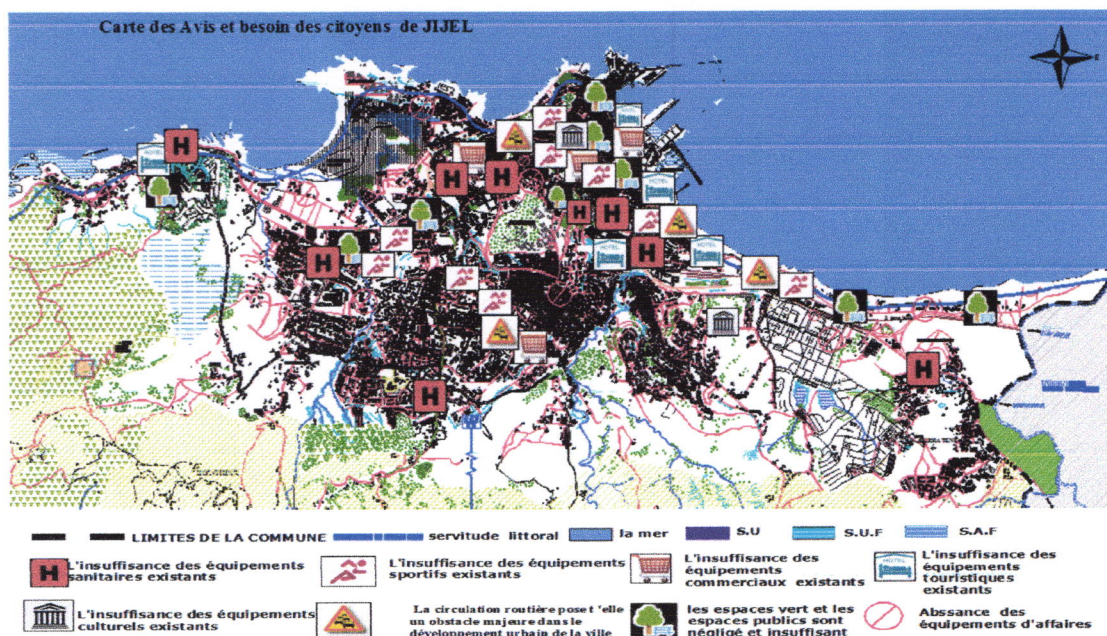 Carte des Avis et besoin des citoyens de JIJEL
E
H
HOTEL
H
H
H
H
HOTEL
H
HOTEL
H
HOTEL
H
H
LIMITES DE LA COMMUNE
servitude littoral
la mer
S.U
S.U.F
S.A.F
H
L'insuffisance des équipements
sanitaires existants
L'insuffisance des équipements
sportifs existants
L'insuffisance des
équipements
commerciaux existants
HOTEL
L'insuffisance des
équipements
touristiques
existants
L'insuffisance des équipements
culturels existants
La circulation routière pose t 'elle
un obstacle majeure dans le
développement urbain de la ville
les espaces vert et les
espaces publics sont
négligé et insuffisant
Abssance des
équipements d'affaires